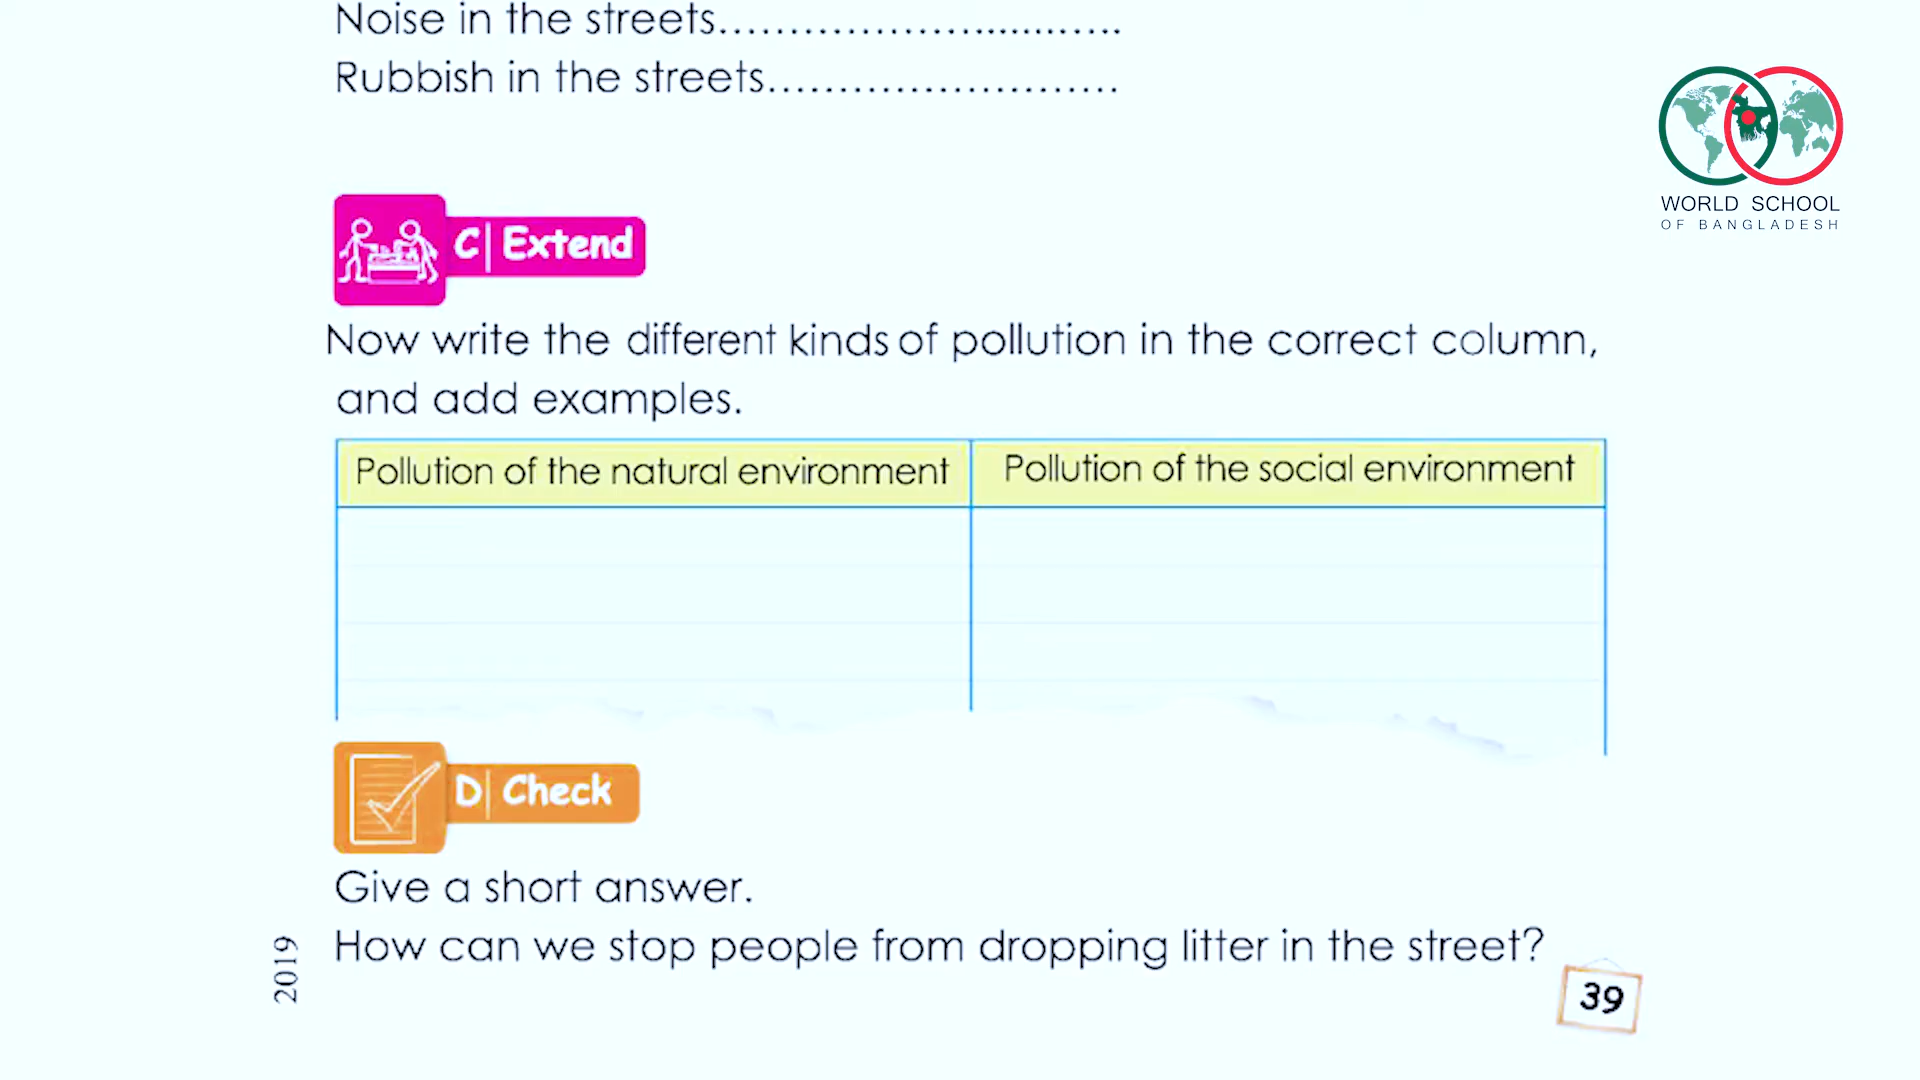 Noise in the streets..............................
Rubbish in the streets.........................
WORLD SCHOOL
OF BANGLADESH
C | Extend
Now write the different kinds of pollution in the correct column,
and add examples.
Pollution of the natural environment
Pollution of the social environment
D | Check
Give a short answer.
How can we stop people from dropping litter in the street?
2019
39